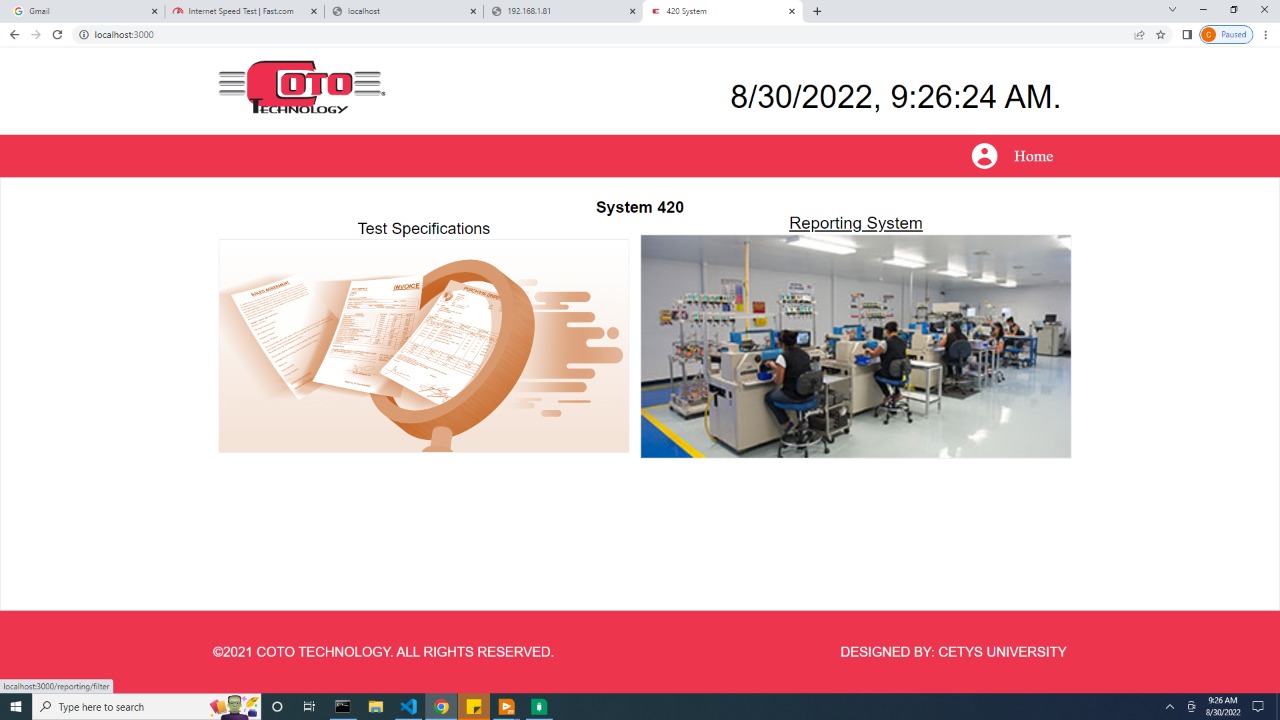 Gmail
Internet Speed Test | Fast.com
localhost
192.168.1.81
420 System
localhost:3000
C
Paused
COTO
TECHNOLOGY
8/30/2022, 9:26:24 AM.
Home
System 420
Test Specifications
Reporting System
INVOICE
©2021 COTO TECHNOLOGY. ALL RIGHTS RESERVED.
DESIGNED BY: CETYS UNIVERSITY
localhost:3000/reporting/filter
Type here to search
9:26 AM
8/30/2022